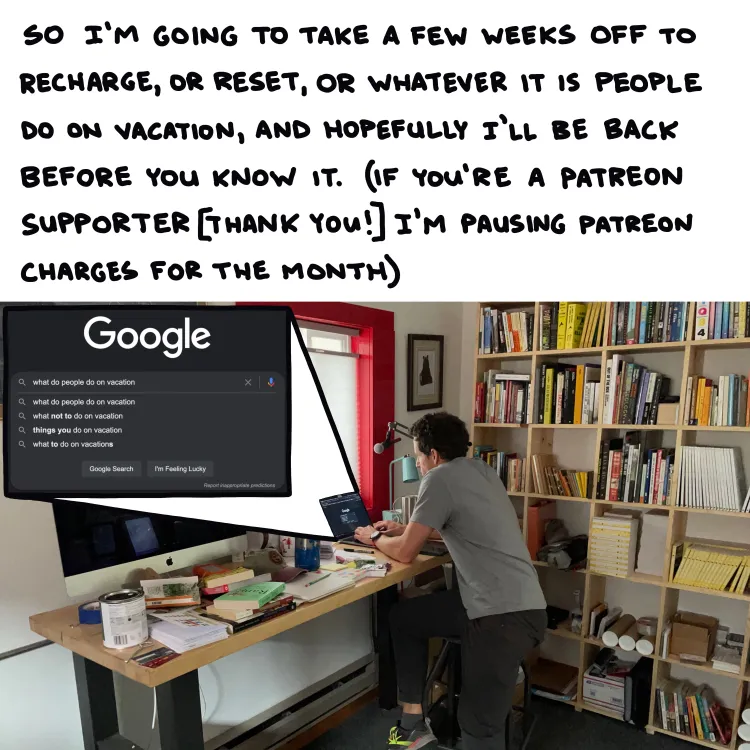 SO I'M GOING TO TAKE A FEW WEEKS OFF TO
RECHARGE, OR RESET, OR WHATEVER IT IS PEOPLE
DO ON VACATION, AND HOPEFULLY I'LL BE BACK
BEFORE YOU KNOW IT. (IF YOU'RE A PATREON
SUPPORTER [THANK YOU!] I'M PAUSING PATREON
CHARGES FOR THE MONTH)
Google
what do people do on vacation
what do people do on vacation
what not to do on vacation
things you do on vacation
what to do on vacations
Google Search I'm Feeling Lucky
Report inappropriate predictions